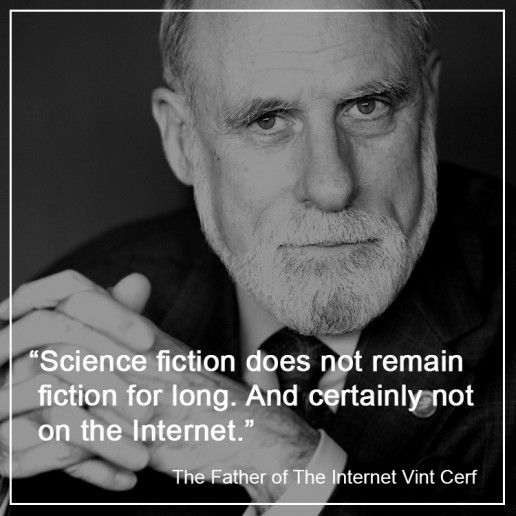 “Science fiction does not remain
fiction for long. And certainly not
on the Internet.”
The Father of The Internet Vint Cerf